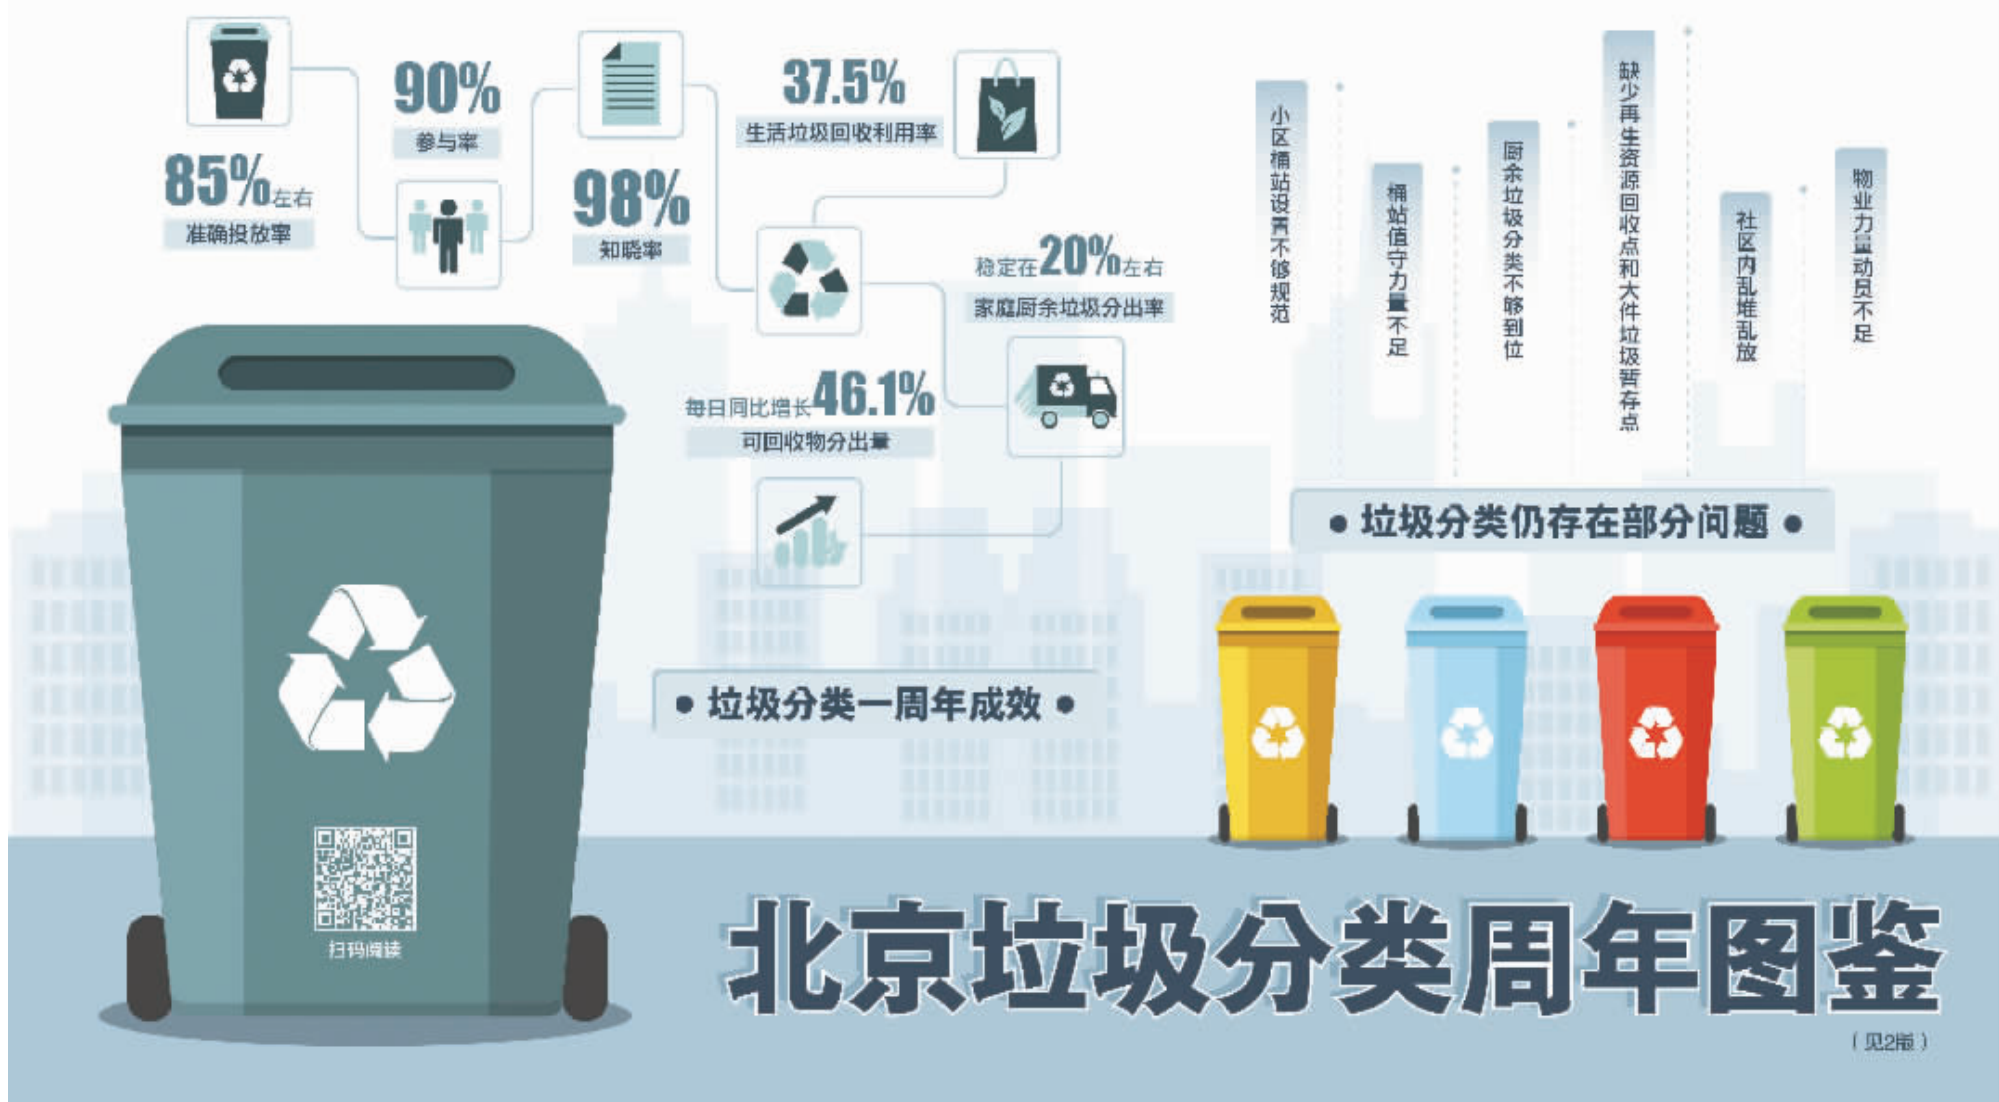 85%左右
准确投放率
90%
参与率
98%
知晓率
37.5%
生活垃圾回收利用率
稳定在20%左右
家庭厨余垃圾分出率
每日同比增长46.1%
可回收物分出量
• 垃圾分类一周年成效 •
小区桶站设置不够规范
桶站值守力量不足
厨余垃圾分类不够到位
缺少再生资源回收点和大件垃圾暂存点
社区内乱堆乱放
物业力量动员不足
• 垃圾分类仍存在部分问题 •
扫码阅读
北京垃圾分类周年图鉴
（见2版）